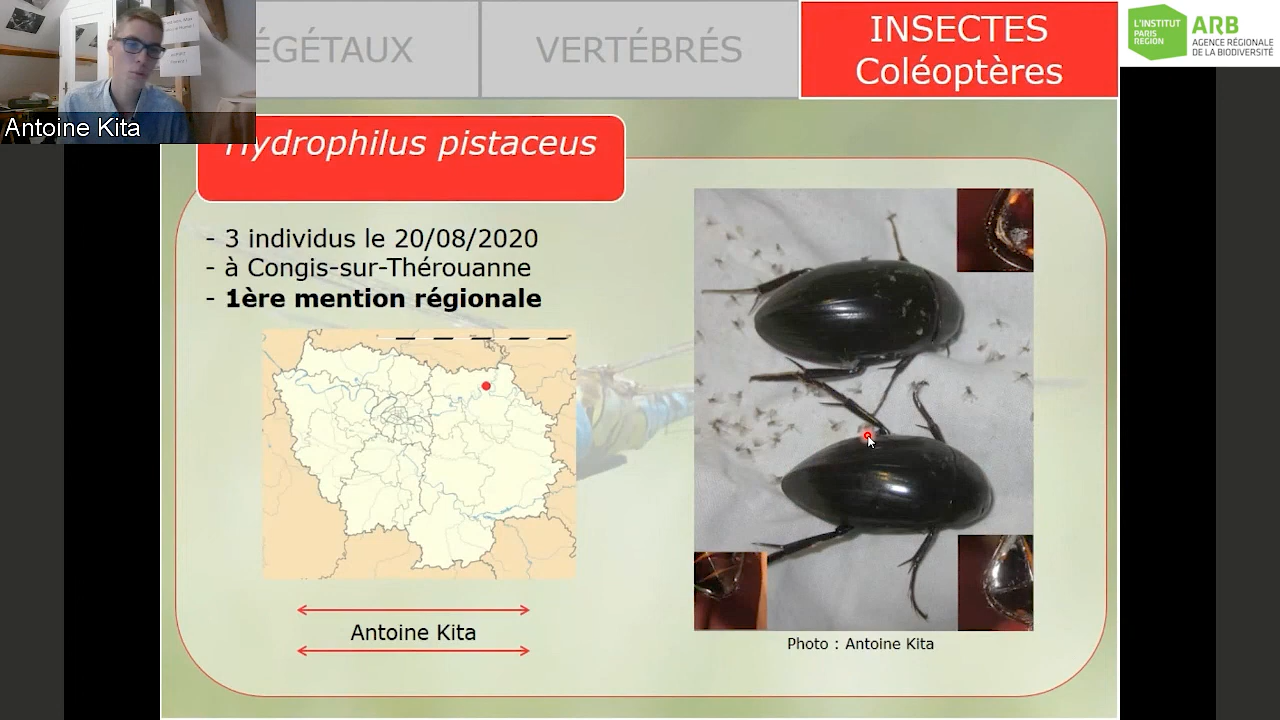 Antoine Kita
ÉGÉTAUX
VERTÉBRÉS
INSECTES
Coléoptères
L'INSTITUT
PARIS
REGION
ARB
AGENCE RÉGIONALE
DE LA BIODIVERSITÉ
Hydrophilus pistaceus
- 3 individus le 20/08/2020
- à Congis-sur-Thérouanne
- 1ère mention régionale
Antoine Kita
Photo : Antoine Kita